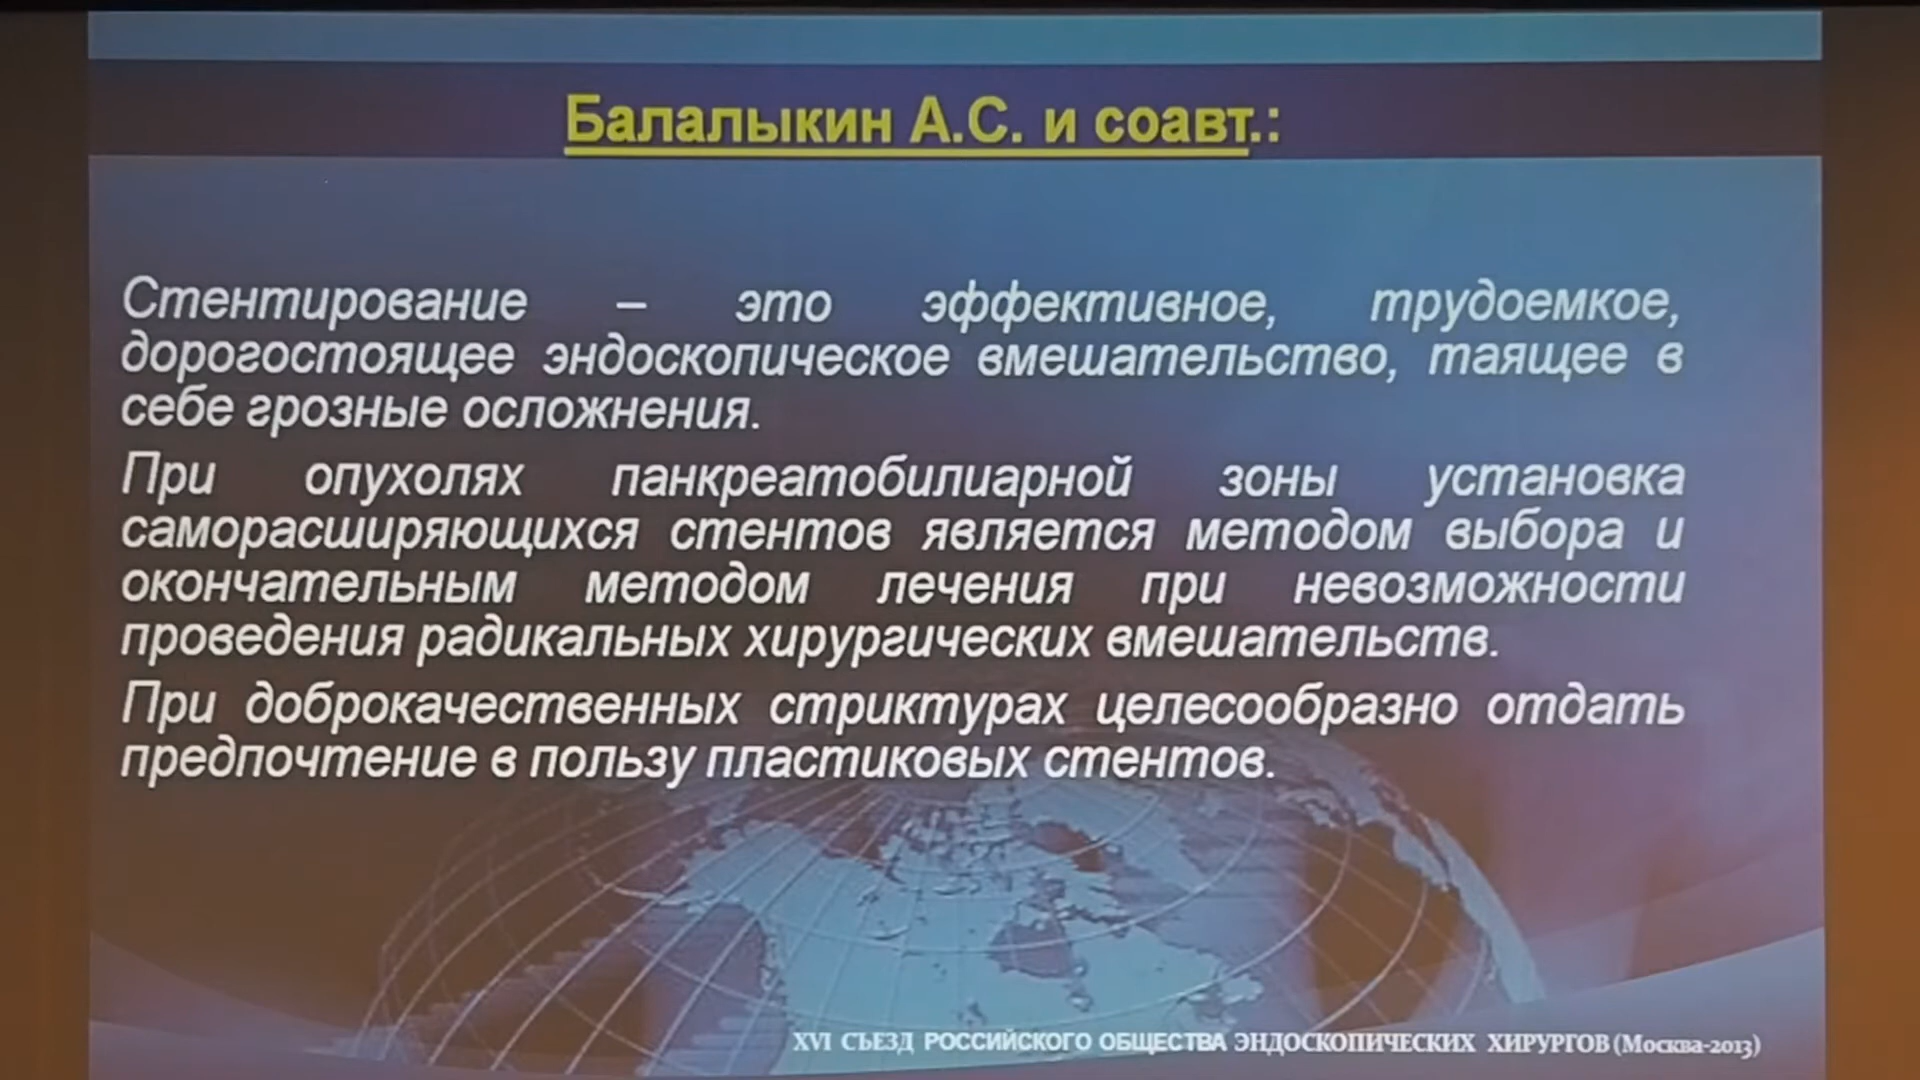 Балалыкин А.С. и соавт.:
Стентирование – это эффективное, трудоемкое,
дорогостоящее эндоскопическое вмешательство, таящее в
себе грозные осложнения.
При опухолях панкреатобилиарной зоны установка
саморасширяющихся стентов является методом выбора и
окончательным методом лечения при невозможности
проведения радикальных хирургических вмешательств.
При доброкачественных стриктурах целесообразно отдать
предпочтение в пользу пластиковых стентов.
XVI СЪЕЗД РОССИЙСКОГО ОБЩЕСТВА ЭНДОСКОПИЧЕСКИХ ХИРУРГОВ (Москва-2013)